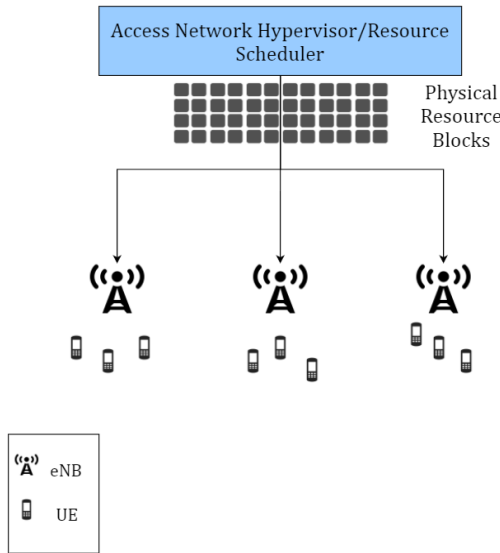 Access Network Hypervisor/Resource
Scheduler
Physical
Resource
Blocks
eNB
UE